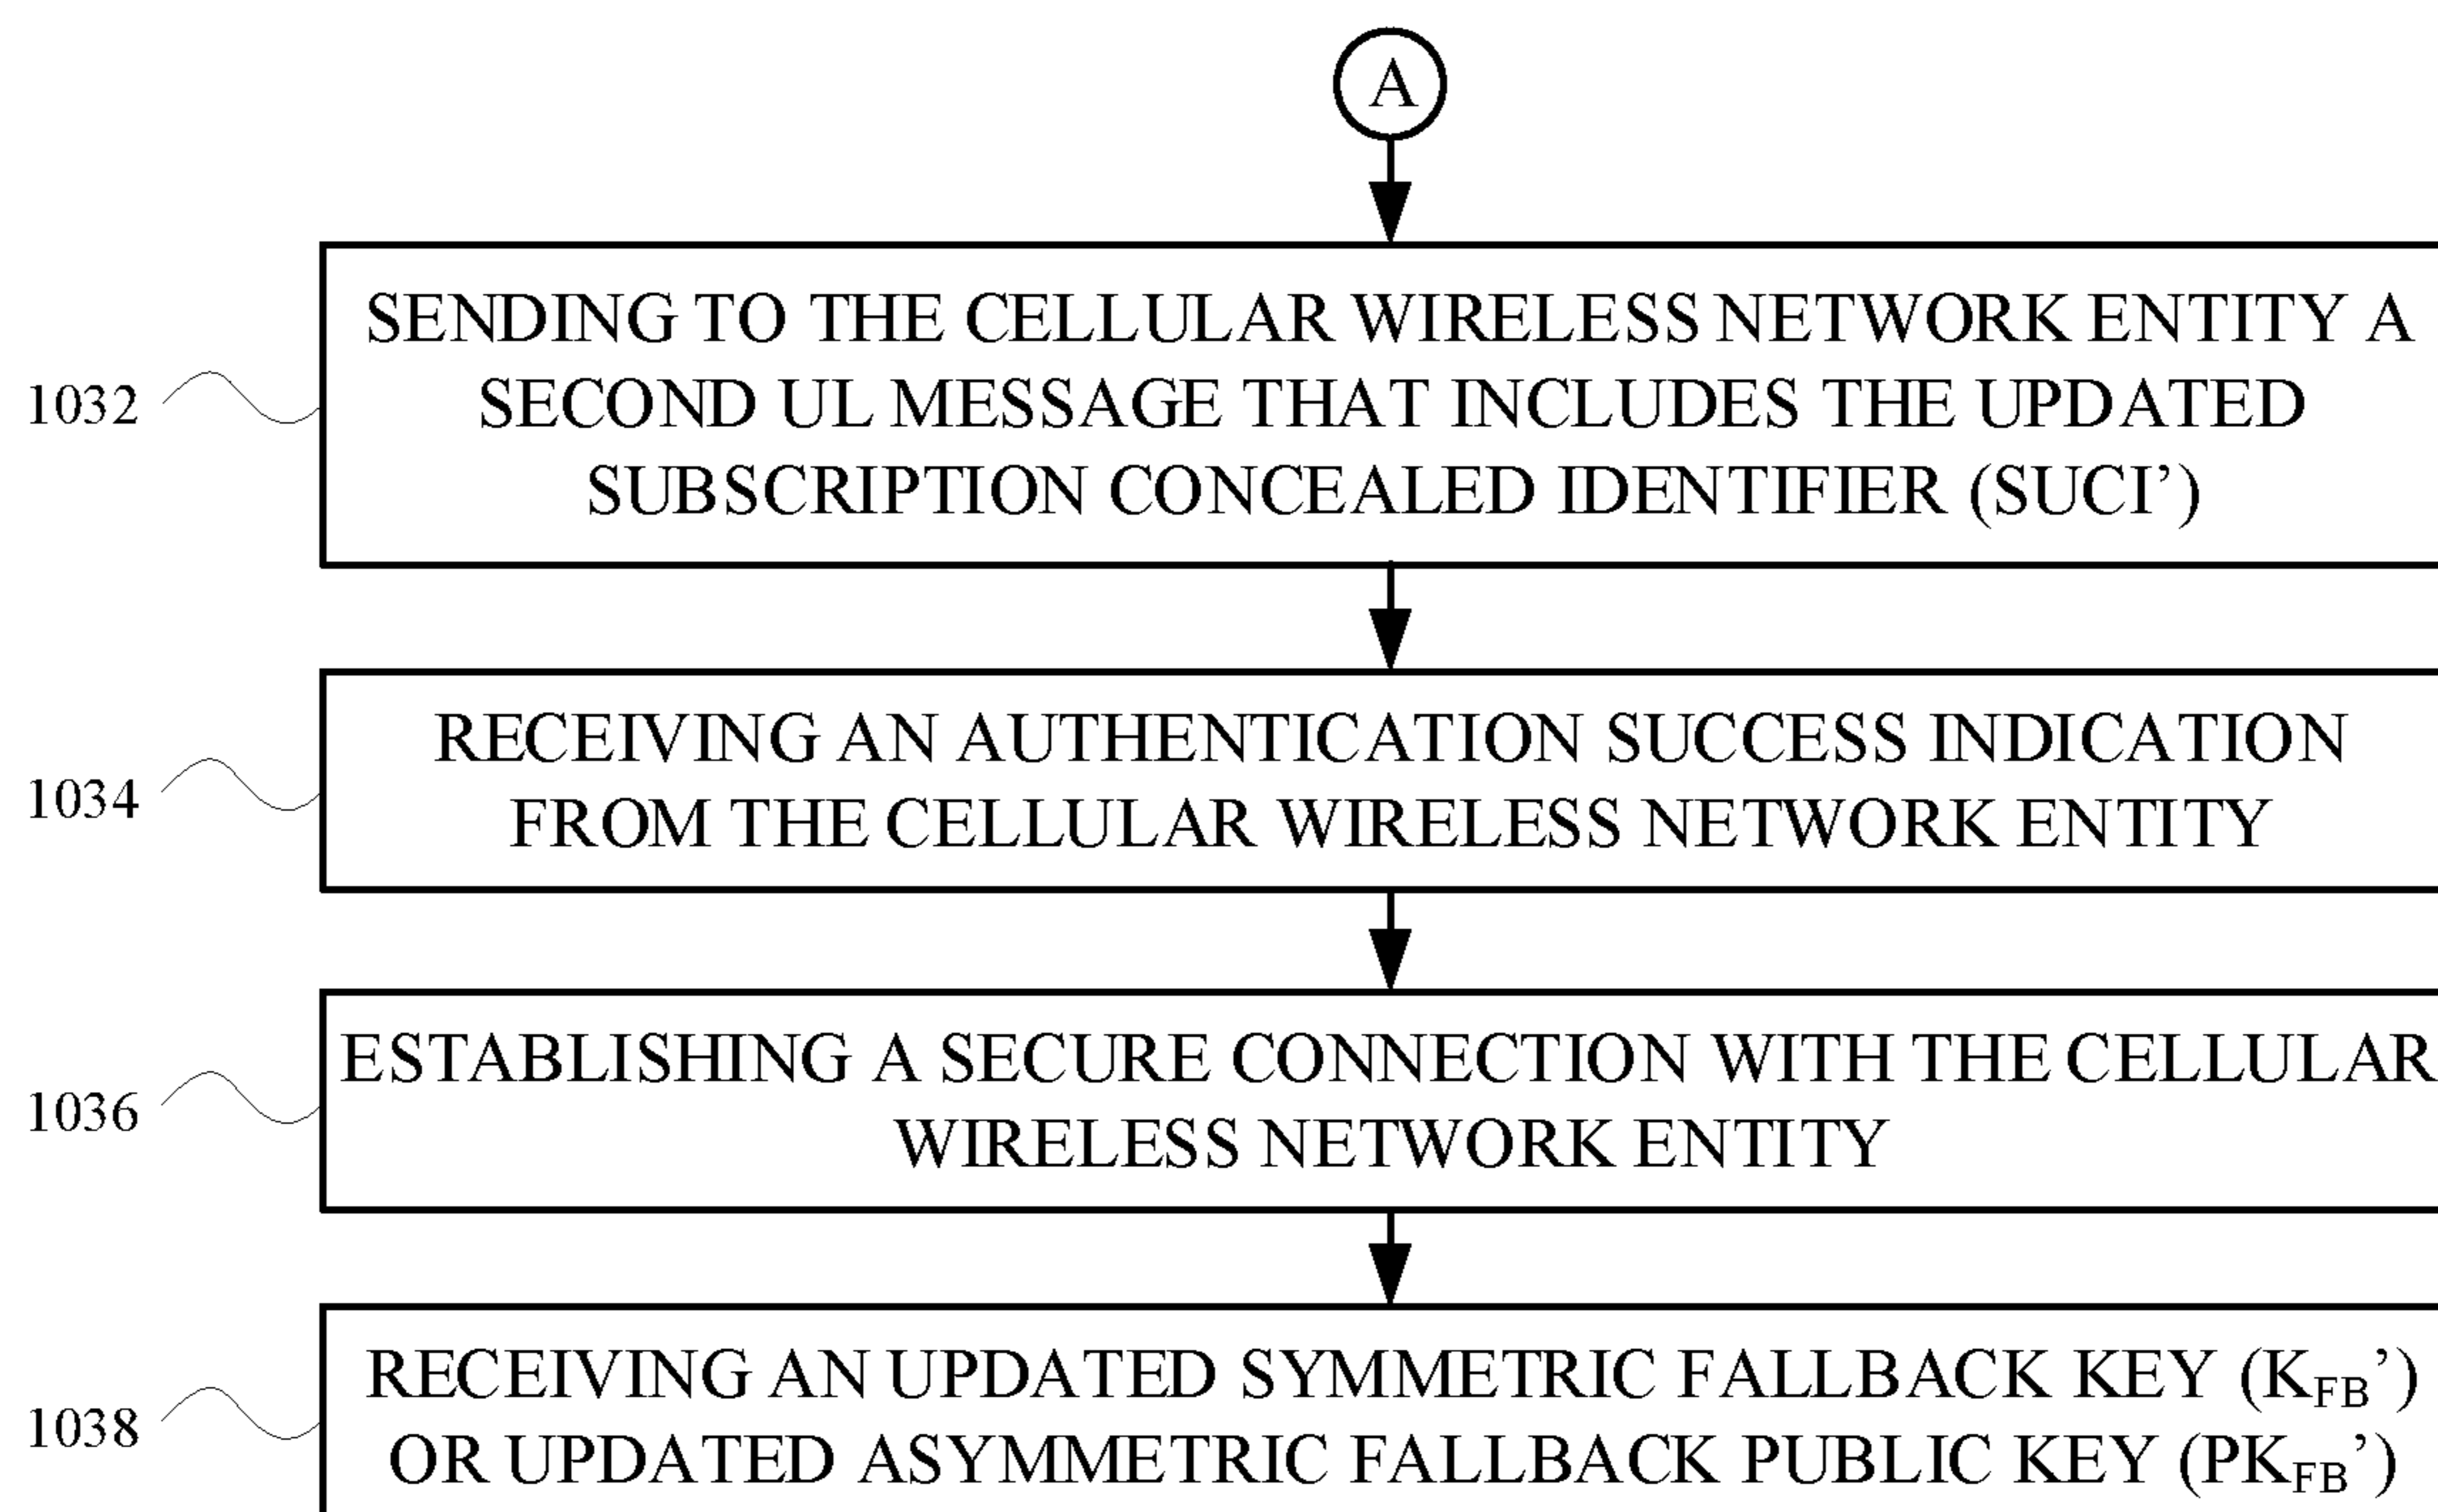 A
SENDING TO THE CELLULAR WIRELESS NETWORK ENTITY A
SECOND UL MESSAGE THAT INCLUDES THE UPDATED
SUBSCRIPTION CONCEALED IDENTIFIER (SUCI’)
1032
RECEIVING AN AUTHENTICATION SUCCESS INDICATION
FROM THE CELLULAR WIRELESS NETWORK ENTITY
1034
ESTABLISHING A SECURE CONNECTION WITH THE CELLULAR
WIRELESS NETWORK ENTITY
1036
RECEIVING AN UPDATED SYMMETRIC FALLBACK KEY (KFB’)
OR UPDATED ASYMMETRIC FALLBACK PUBLIC KEY (PKFB’)
1038